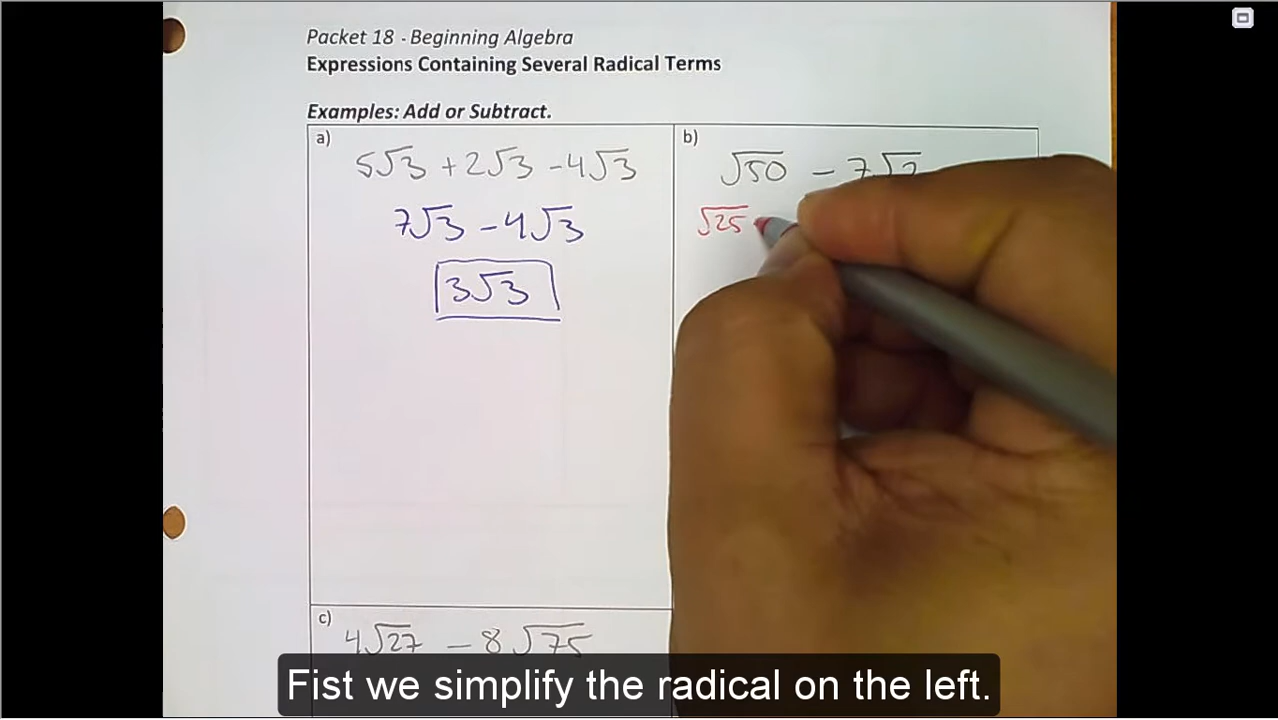 Packet 18 - Beginning Algebra
Expressions Containing Several Radical Terms
Examples: Add or Subtract.
a)
5√3 + 2√3 - 4√3
7√3 - 4√3
3√3
b)
√50 - 7√2
√25
c)
4√27 - 8√75
Fist we simplify the radical on the left.